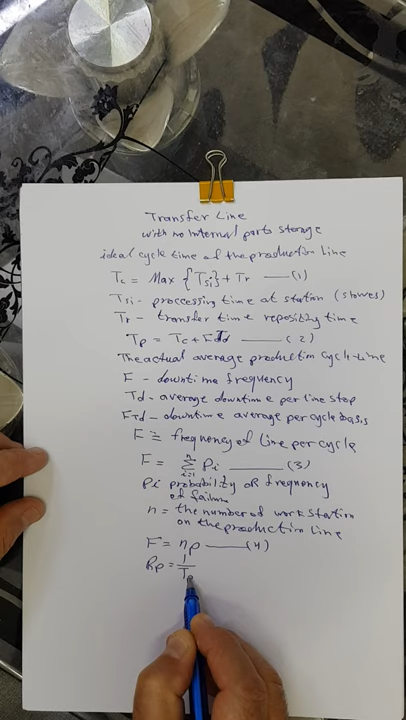 Transfer Line
with no Internal parts storage
ideal cycle time of the production line
Tc = Max {Tsi} + Tr —— (1)
Tsi - proccessing time at station (slowes)
Tr - transfer time repositg time
Tp = Tc + FTd —— (2)
The actual average production cycle-time
F - downtime frequency
Td - average downtime per line stop
FTd - downtime average per cycle basis
F = frequency of line per cycle
F = Σ Pi —— (3)
Pi probability or frequency
of failure
n = the number of work station
on the production line
F = np —— (4)
Rp = 1/Tp